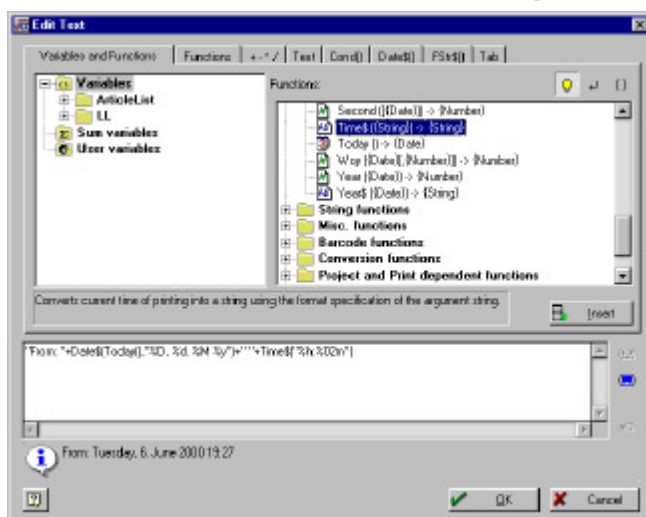 Edit Text
Variables and Functions Functions +-*/ Text Cond() Date$() FStr$() Tab
Variables
ArticleList
LL
Sum variables
User variables
Functions:
Second ([{Date}]) -> {Number}
Time$ ({String}) -> {String}
Today () -> {Date}
Woy ({Date}[,{Number}]) -> {Number}
Year ({Date}) -> {Number}
Year$ ({Date}) -> {String}
String functions
Misc. functions
Barcode functions
Conversion functions
Project and Print dependent functions
Converts current time of printing into a string using the format specification of the argument string.
Insert
"From: "+Date$(Today(),"%D, %d. %M %y")+" "+Time$("%h:%02m")
From: Tuesday, 6. June 2000 19:27
OK Cancel